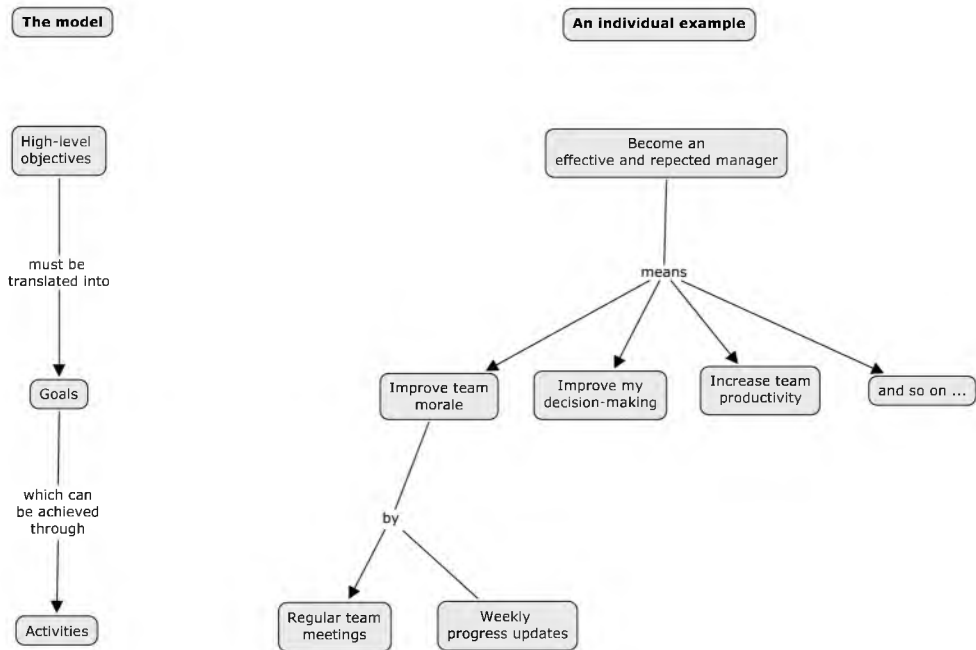 The model
An individual example
High-level
objectives
Become an
effective and repected manager
must be
translated into
means
Goals
Improve team
morale
Improve my
decision-making
Increase team
productivity
and so on ...
which can
be achieved
through
by
Activities
Regular team
meetings
Weekly
progress updates